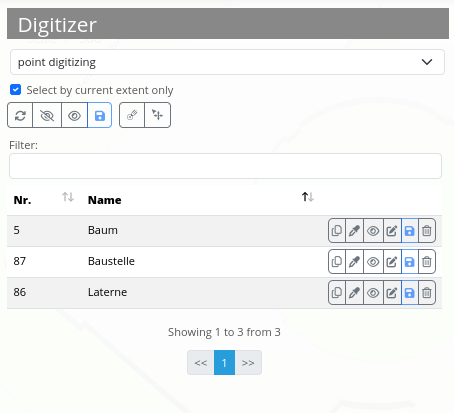 Digitizer
point digitizing
Select by current extent only
Filter:
Nr. Name
5 Baum
87 Baustelle
86 Laterne
Showing 1 to 3 from 3
<< 1 >>